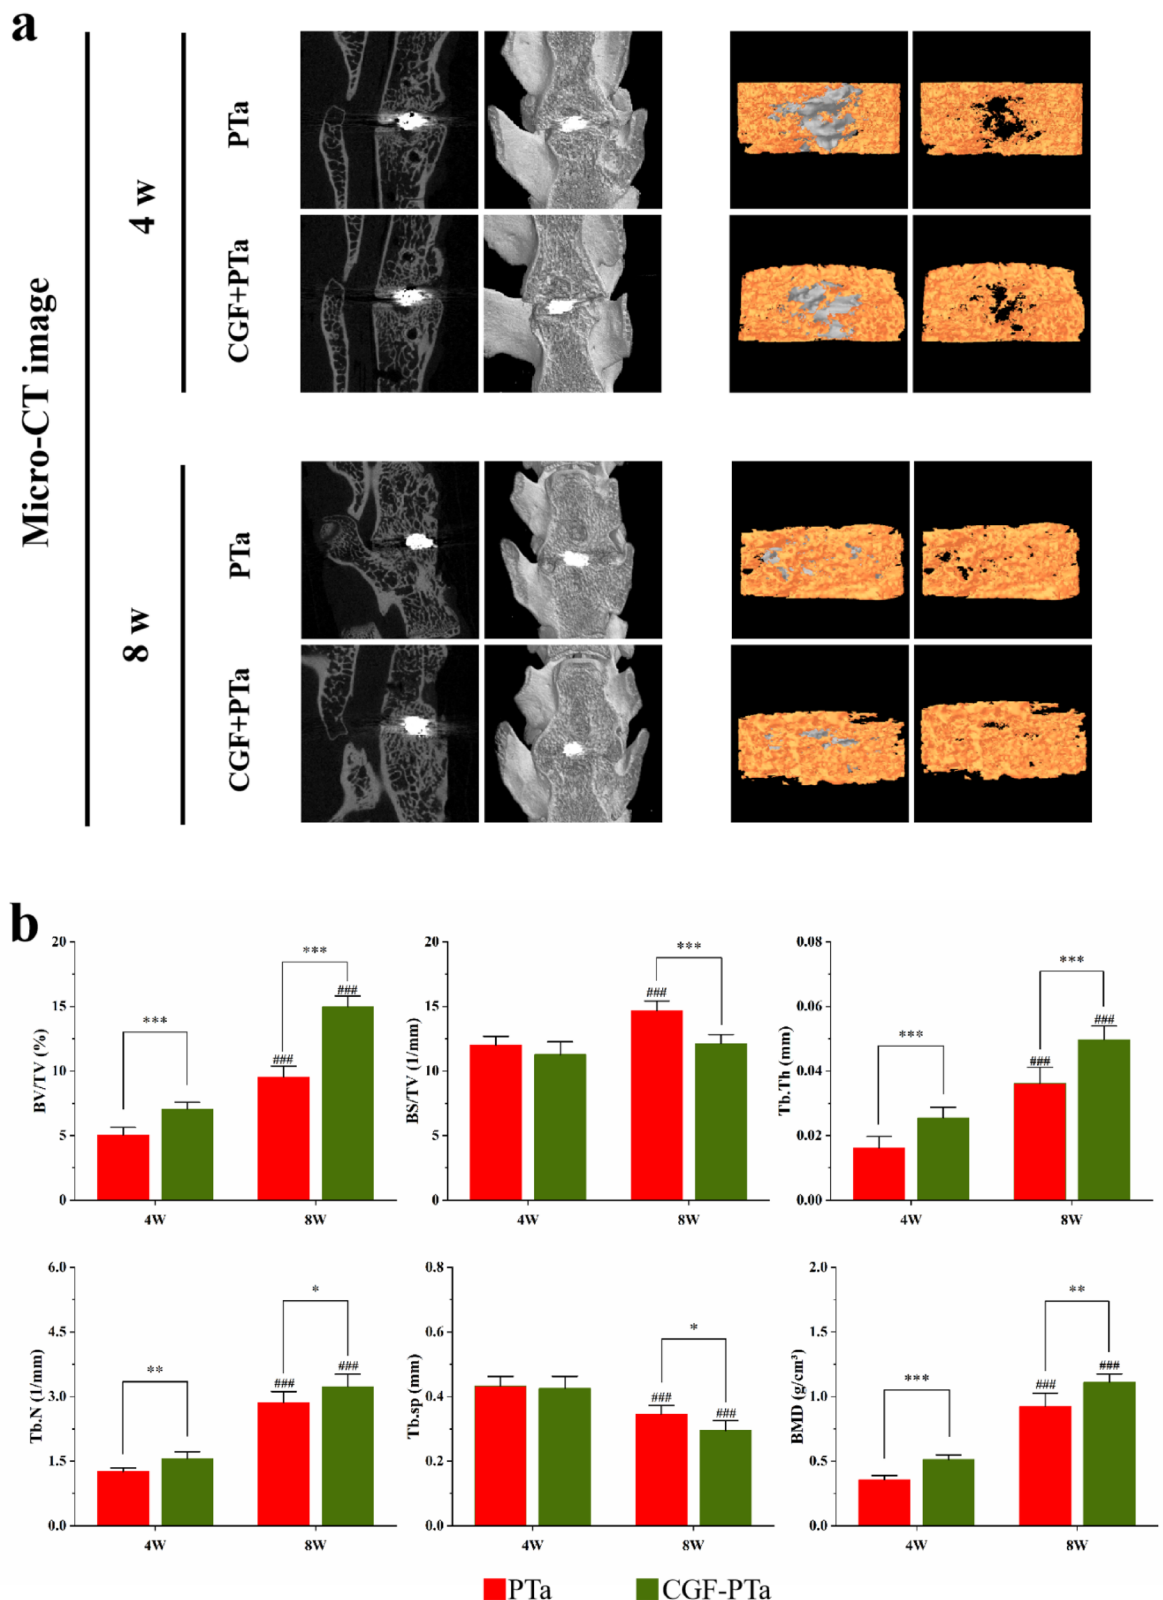 a
Micro-CT image
4 w
PTa
CGF+PTa
8 w
PTa
CGF+PTa
b
BV/TV (%)
20
15
10
5
0
***
***
###
###
4W
8W
BS/TV (1/mm)
20
15
10
5
0
***
###
4W
8W
Tb.Th (mm)
0.08
0.06
0.04
0.02
0.00
***
***
###
###
4W
8W
Tb.N (1/mm)
6.0
4.5
3.0
1.5
0.0
**
*
###
###
4W
8W
Tb.sp (mm)
0.8
0.6
0.4
0.2
0.0
*
###
###
4W
8W
BMD (g/cm³)
2.0
1.5
1.0
0.5
0.0
***
**
###
###
4W
8W
PTa
CGF-PTa